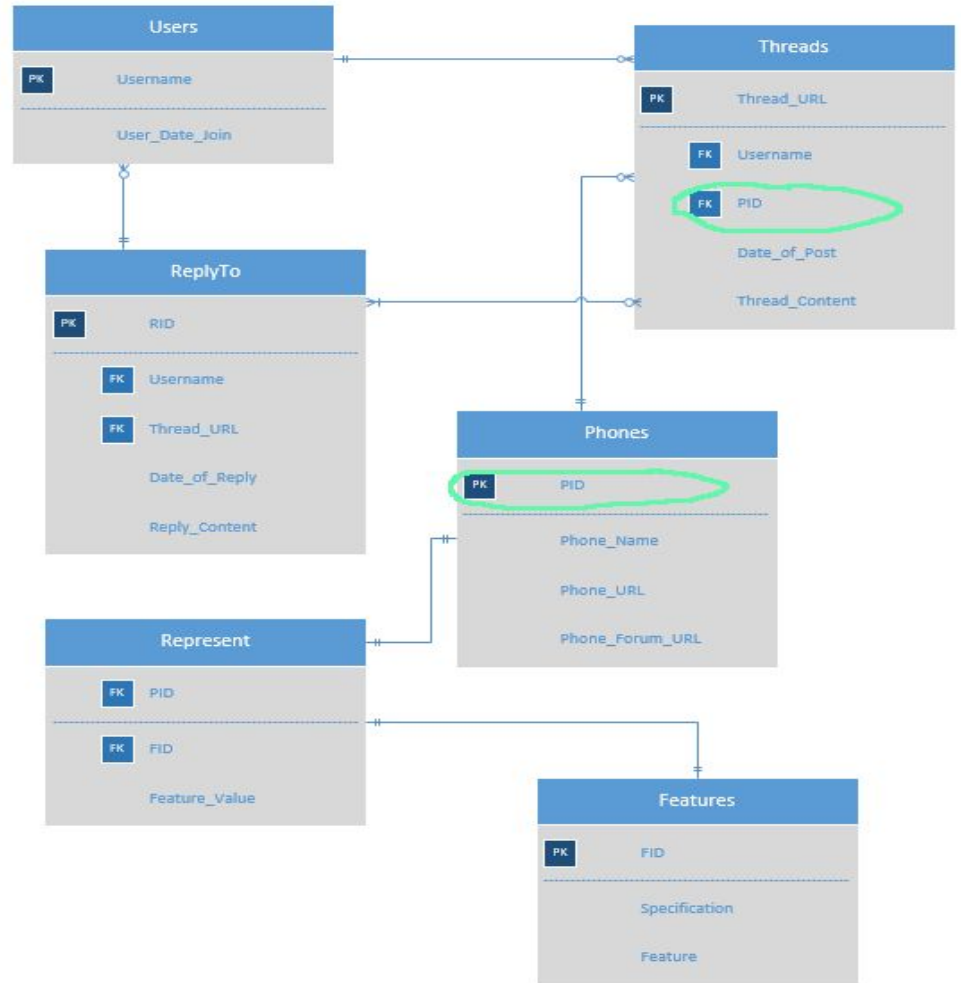 Users
PK Username
User_Date_Join
Threads
PK Thread_URL
FK Username
FK PID
Date_of_Post
Thread_Content
ReplyTo
PK RID
FK Username
FK Thread_URL
Date_of_Reply
Reply_Content
Phones
PK PID
Phone_Name
Phone_URL
Phone_Forum_URL
Represent
FK PID
FK FID
Feature_Value
Features
PK FID
Specification
Feature